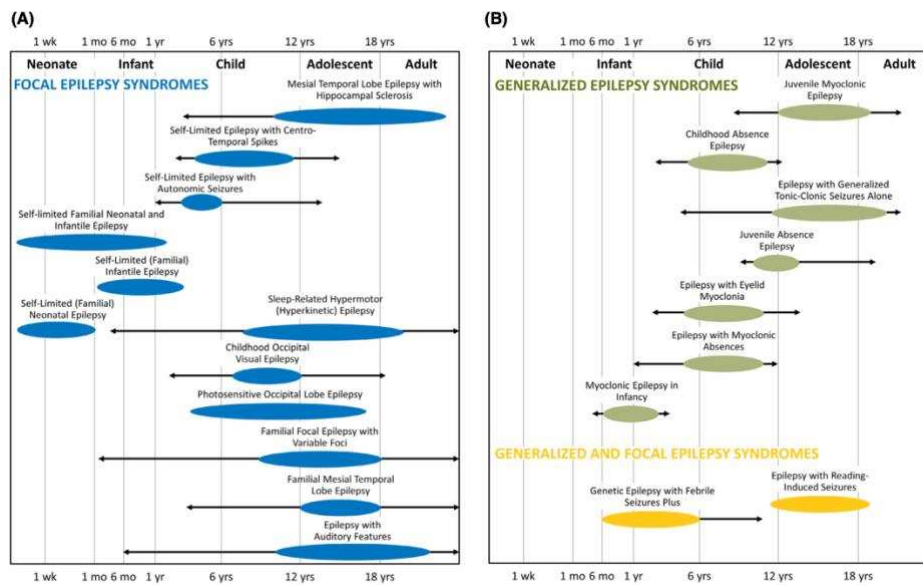 (A)
1 wk 1 mo 6 mo 1 yr 6 yrs 12 yrs 18 yrs
Neonate Infant Child Adolescent Adult
FOCAL EPILEPSY SYNDROMES
Mesial Temporal Lobe Epilepsy with
Hippocampal Sclerosis
Self-Limited Epilepsy with Centro-
Temporal Spikes
Self-Limited Epilepsy with
Autonomic Seizures
Self-limited Familial Neonatal and
Infantile Epilepsy
Self-Limited (Familial)
Infantile Epilepsy
Self-Limited (Familial)
Neonatal Epilepsy
Sleep-Related Hypermotor
(Hyperkinetic) Epilepsy
Childhood Occipital
Visual Epilepsy
Photosensitive Occipital Lobe Epilepsy
Familial Focal Epilepsy with
Variable Foci
Familial Mesial Temporal
Lobe Epilepsy
Epilepsy with
Auditory Features
1 wk 1 mo 6 mo 1 yr 6 yrs 12 yrs 18 yrs
(B)
1 wk 1 mo 6 mo 1 yr 6 yrs 12 yrs 18 yrs
Neonate Infant Child Adolescent Adult
GENERALIZED EPILEPSY SYNDROMES
Juvenile Myoclonic
Epilepsy
Childhood Absence
Epilepsy
Epilepsy with Generalized
Tonic-Clonic Seizures Alone
Juvenile Absence
Epilepsy
Epilepsy with Eyelid
Myoclonia
Epilepsy with Myoclonic
Absences
Myoclonic Epilepsy in
Infancy
GENERALIZED AND FOCAL EPILEPSY SYNDROMES
Epilepsy with Reading-
Induced Seizures
Genetic Epilepsy with Febrile
Seizures Plus
1 wk 1 mo 6 mo 1 yr 6 yrs 12 yrs 18 yrs